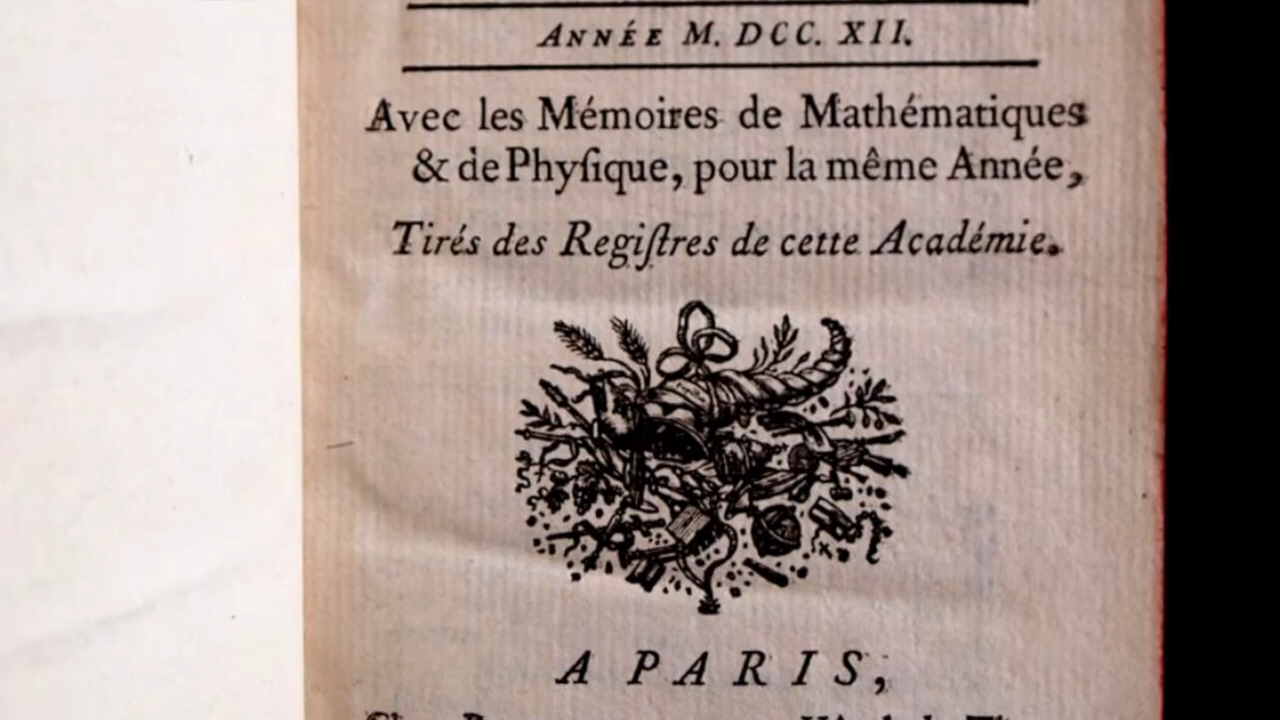 ANNÉE M. DCC. XII.
Avec les Mémoires de Mathématiques
& de Phyſique, pour la même Année,
Tirés des Regiſtres de cette Académie.
A PARIS,